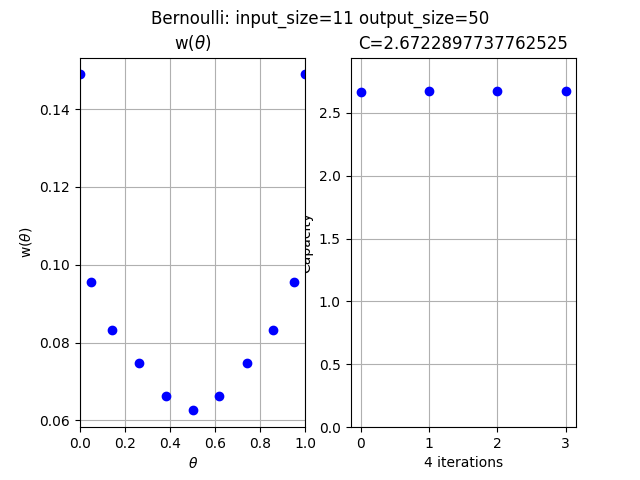 Bernoulli: input_size=11 output_size=50
w(θ)
C=2.6722897737762525
w(θ)
0.14
0.12
0.10
0.08
0.06
0.0 0.2 0.4 0.6 0.8 1.0
θ
Capacity
2.5
2.0
1.5
1.0
0.5
0.0
0 1 2 3
4 iterations